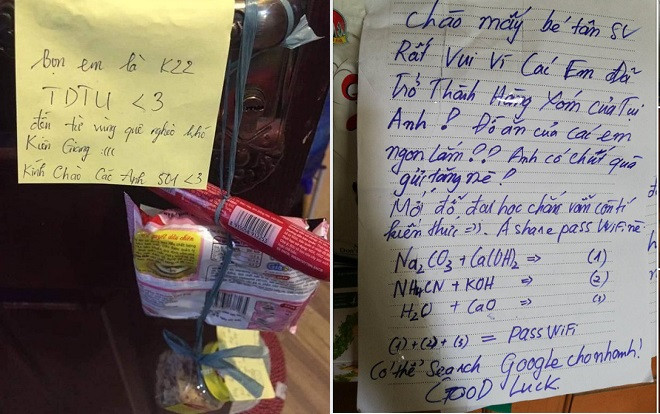 Bọn em là K22
TDTU <3
đến từ vùng quê nghèo khó
Kiên Giang :(((
Kính Chào Các Anh 501 <3
Chào mấy bé tân SV
Rất Vui Vì Các Em đã
Trở Thành Hàng Xóm của Tụi
Anh! Đồ ăn của các em
ngon lắm?? Anh có chút quà
gửi tặng nè!
Mới đỗ đại học chắc vẫn còn tí
kiến thức =)). A share pass WiFi nè
Na2CO3 + Ca(OH)2 => (1)
NH4CN + KOH => (2)
H2O + CaO => (3)
(1)+(2)+(3) = Pass WiFi
Có thể Search Google cho nhanh!
GOOD LUCK